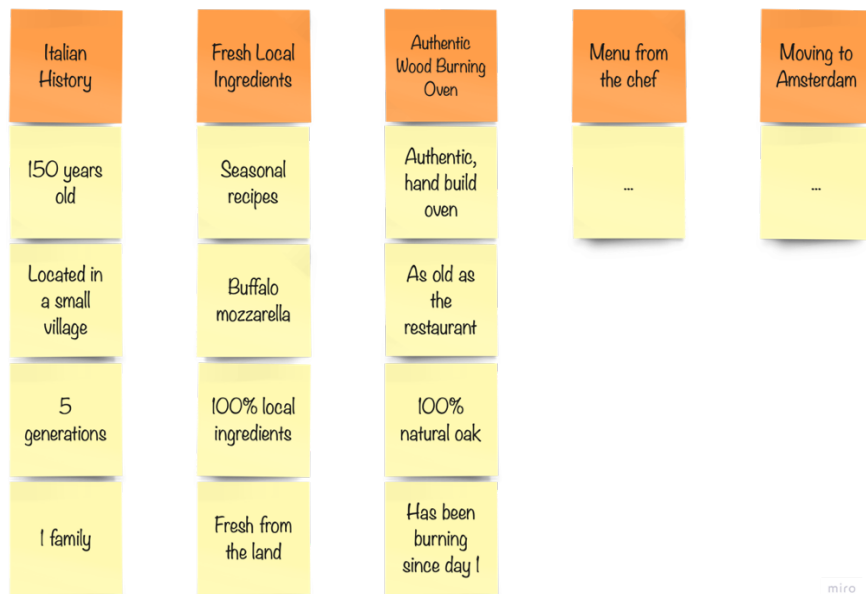 Italian
History
150 years
old
Located in
a small
village
5
generations
1 family
Fresh Local
Ingredients
Seasonal
recipes
Buffalo
mozzarella
100% local
ingredients
Fresh from
the land
Authentic
Wood Burning
Oven
Authentic,
hand build
oven
As old as
the
restaurant
100%
natural oak
Has been
burning
since day 1
Menu from
the chef
...
Moving to
Amsterdam
...
miro